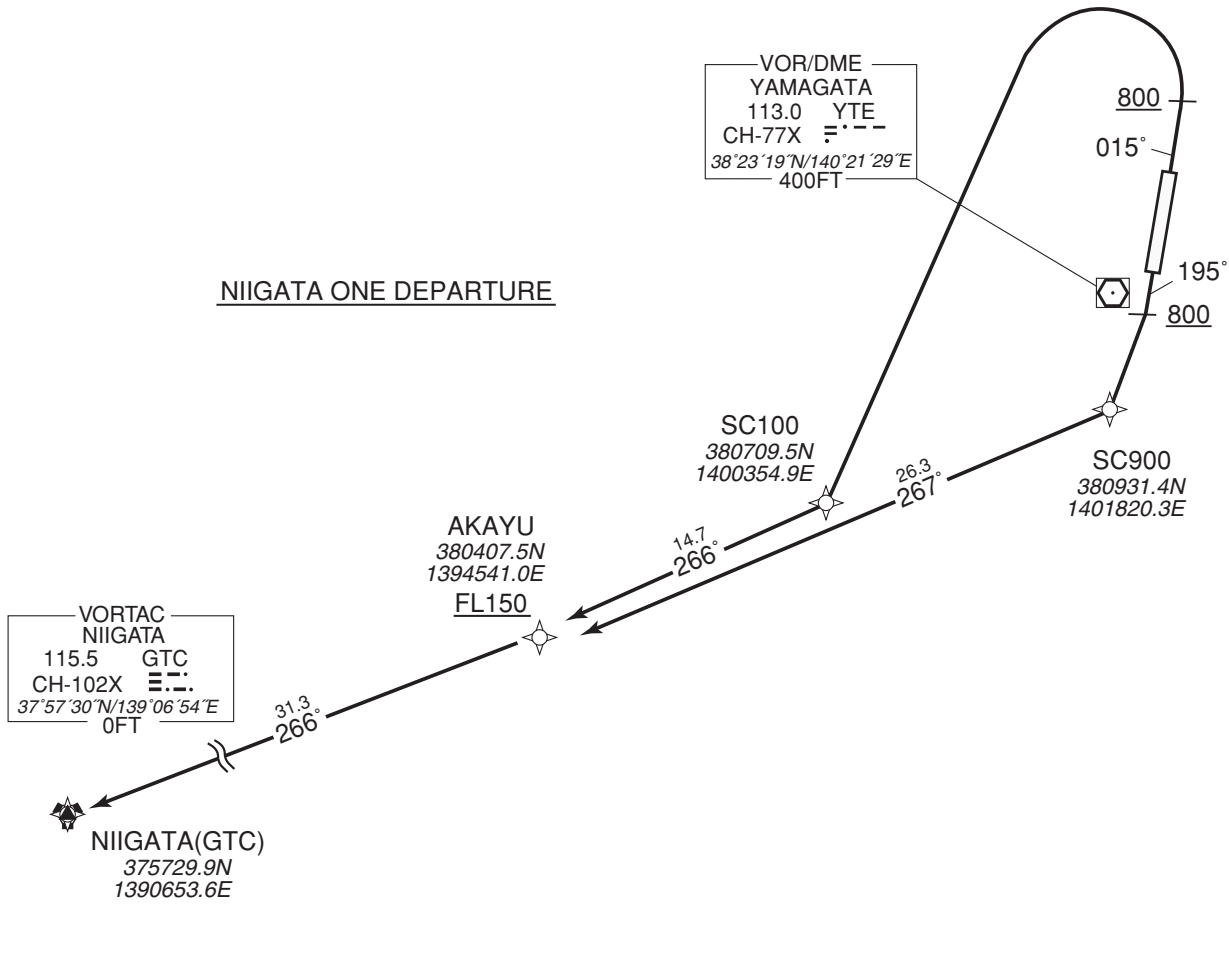 VOR/DME
YAMAGATA
113.0 YTE
CH-77X
38°23´19˝N/140°21´29˝E
400FT
800
015°
195°
800
NIIGATA ONE DEPARTURE
SC100
380709.5N
1400354.9E
26.3
267°
SC900
380931.4N
1401820.3E
14.7
266°
AKAYU
380407.5N
1394541.0E
FL150
VORTAC
NIIGATA
115.5 GTC
CH-102X
37°57´30˝N/139°06´54˝E
0FT
31.3
266°
NIIGATA(GTC)
375729.9N
1390653.6E